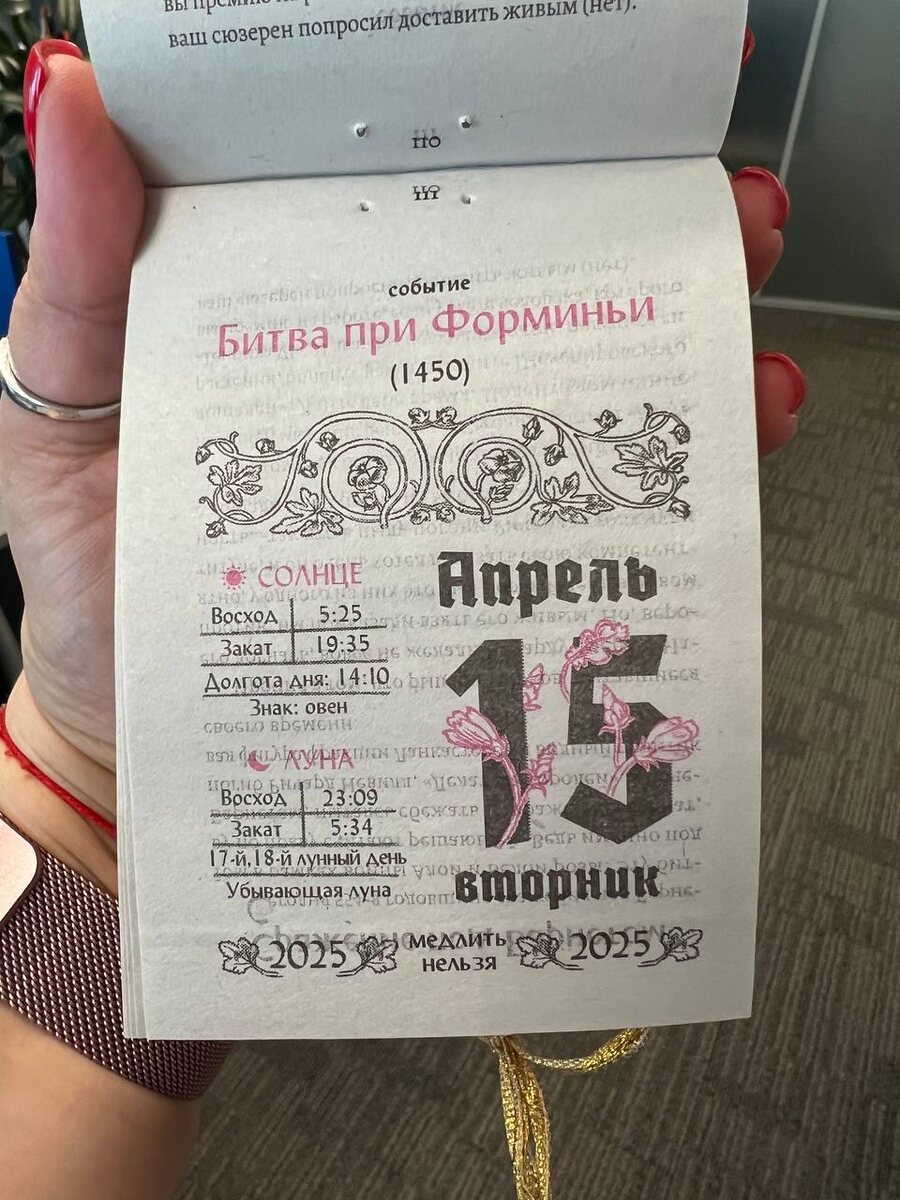 ваш сюзерен попросил доставить живым (нет).
110
111
событие
Битва при Форминьи
(1450)
СОЛНЦЕ
Восход 5:25
Закат 19:35
Долгота дня: 14:10
Знак: овен
Апрель
15
ЛУНА
Восход 23:09
Закат 5:34
17-й,18-й лунный день
Убывающая луна
вторник
2025 медлить нельзя 2025